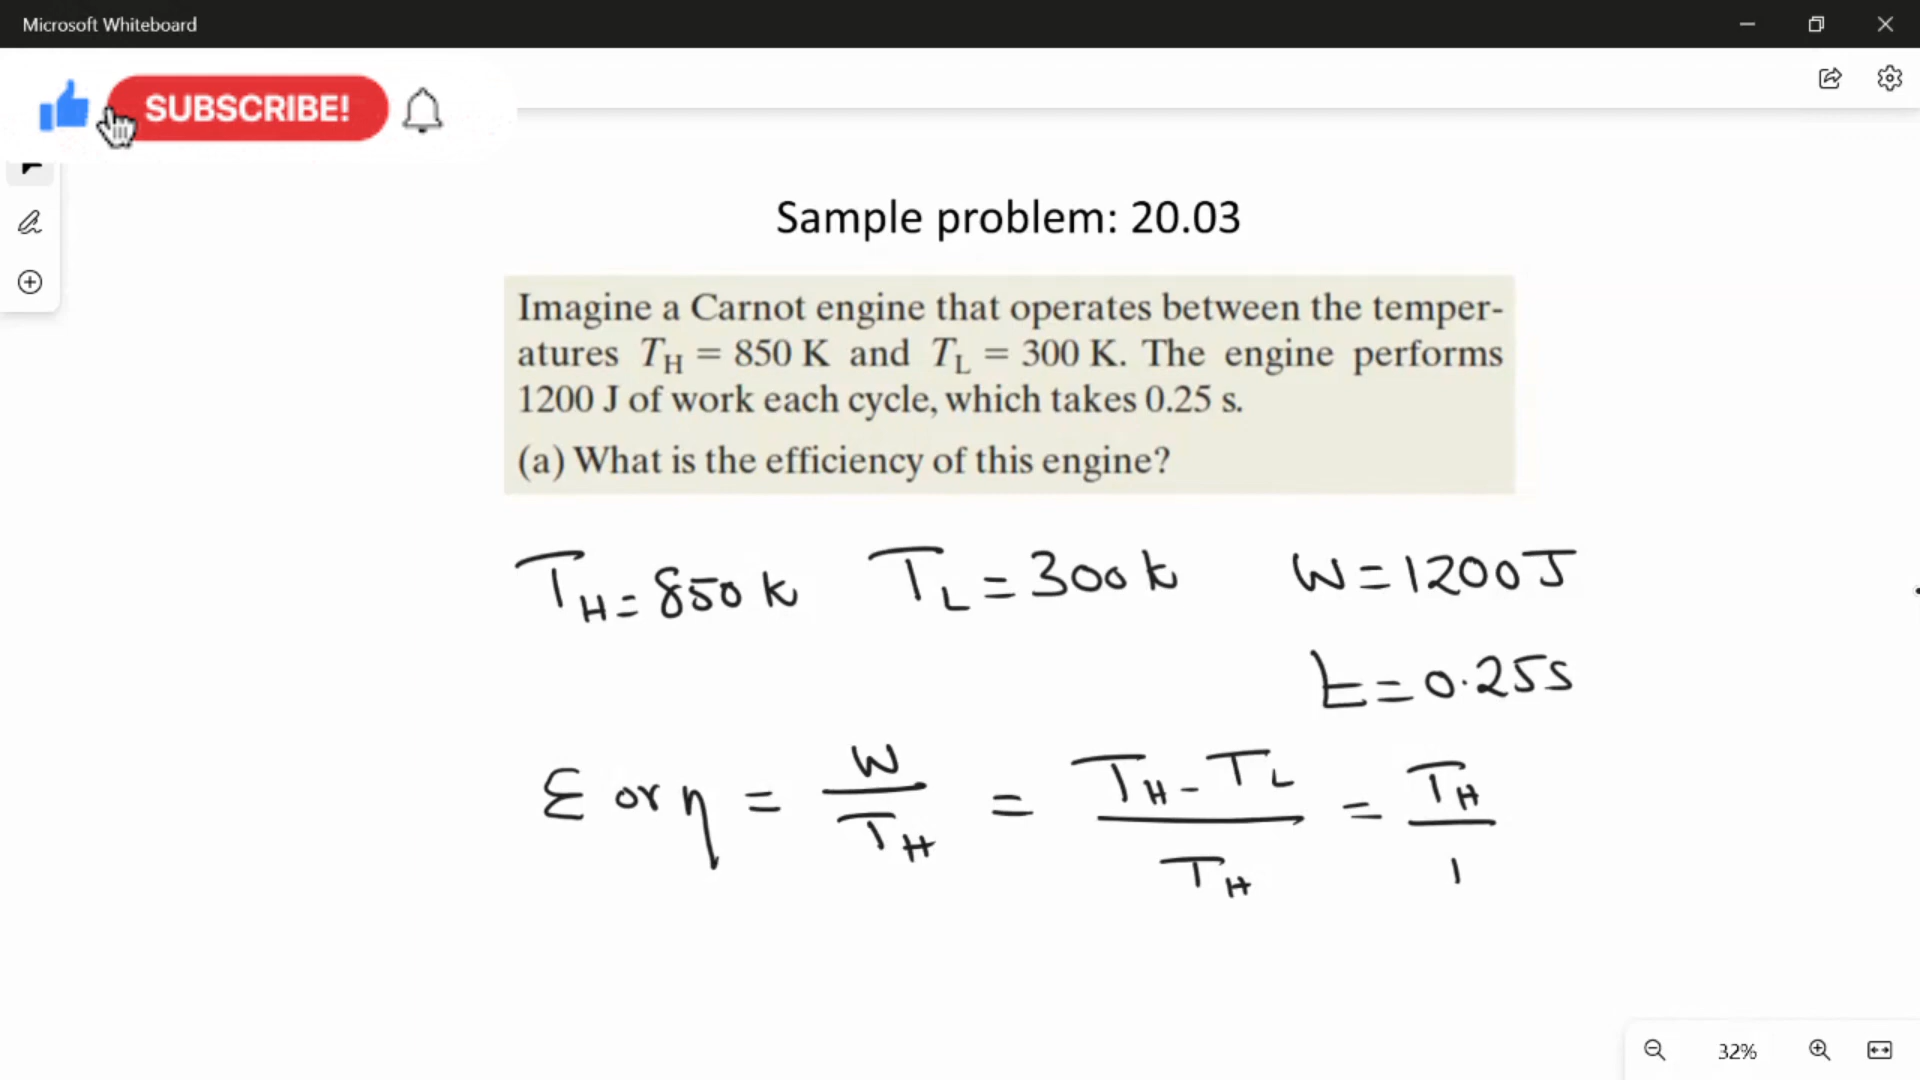 Microsoft Whiteboard
SUBSCRIBE!
Sample problem: 20.03
Imagine a Carnot engine that operates between the temper-
atures T_H = 850 K and T_L = 300 K. The engine performs
1200 J of work each cycle, which takes 0.25 s.
(a) What is the efficiency of this engine?
T_H = 850 k T_L = 300 k W = 1200 J
t = 0.25 s
ε or η = W / T_H = T_H - T_L / T_H = T_H / 1
32%